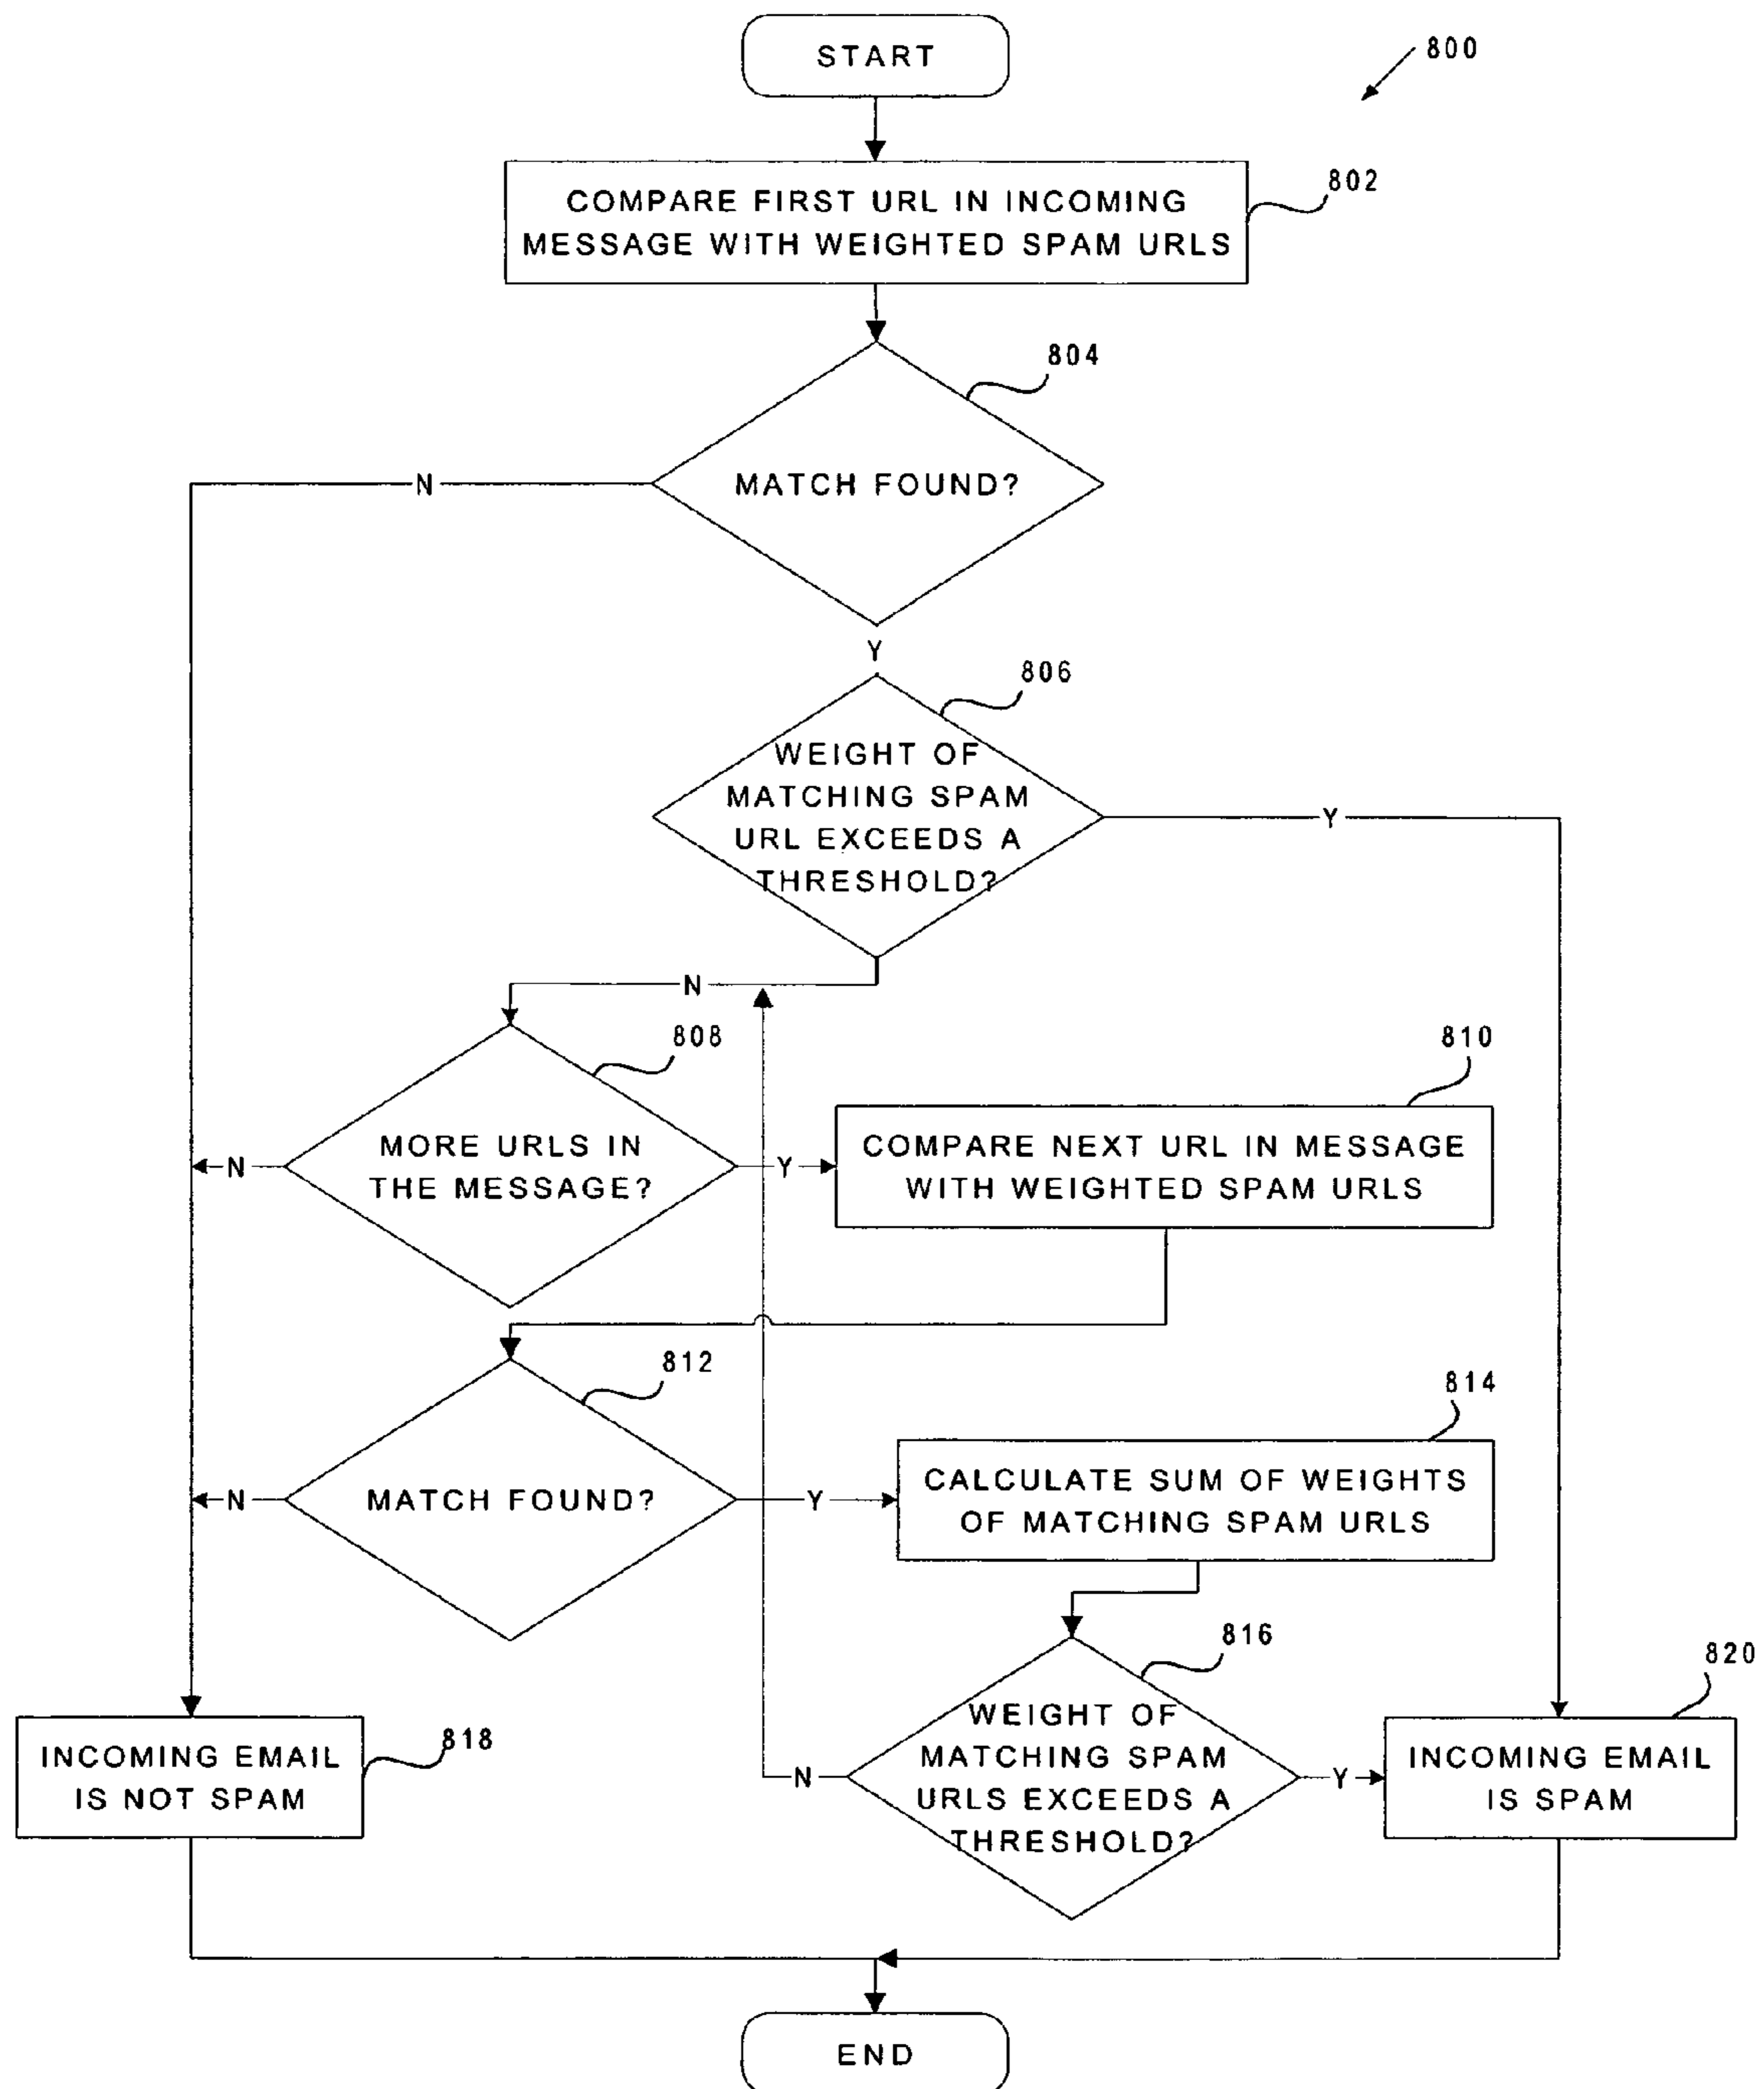 START
800
802
COMPARE FIRST URL IN INCOMING
MESSAGE WITH WEIGHTED SPAM URLS
804
MATCH FOUND?
N
Y
806
WEIGHT OF
MATCHING SPAM
URL EXCEEDS A
THRESHOLD?
Y
N
808
MORE URLS IN
THE MESSAGE?
N
Y
810
COMPARE NEXT URL IN MESSAGE
WITH WEIGHTED SPAM URLS
812
MATCH FOUND?
N
Y
814
CALCULATE SUM OF WEIGHTS
OF MATCHING SPAM URLS
816
WEIGHT OF
MATCHING SPAM
URLS EXCEEDS A
THRESHOLD?
N
Y
818
INCOMING EMAIL
IS NOT SPAM
820
INCOMING EMAIL
IS SPAM
END